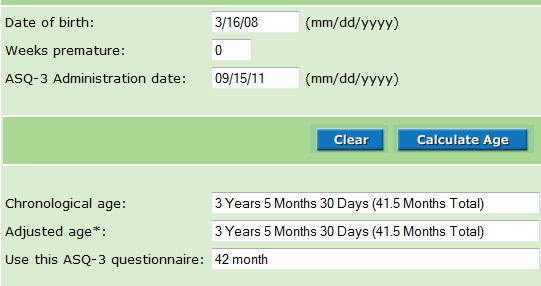 Date of birth: 3/16/08 (mm/dd/yyyy)
Weeks premature: 0
ASQ-3 Administration date: 09/15/11 (mm/dd/yyyy)
Clear Calculate Age
Chronological age: 3 Years 5 Months 30 Days (41.5 Months Total)
Adjusted age*: 3 Years 5 Months 30 Days (41.5 Months Total)
Use this ASQ-3 questionnaire: 42 month